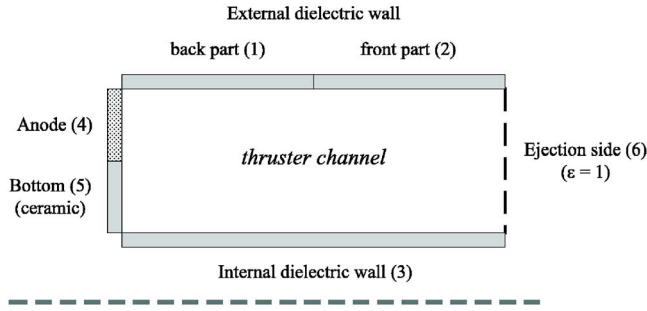 External dielectric wall
back part (1)
front part (2)
Anode (4)
thruster channel
Ejection side (6)
(ε = 1)
Bottom (5)
(ceramic)
Internal dielectric wall (3)